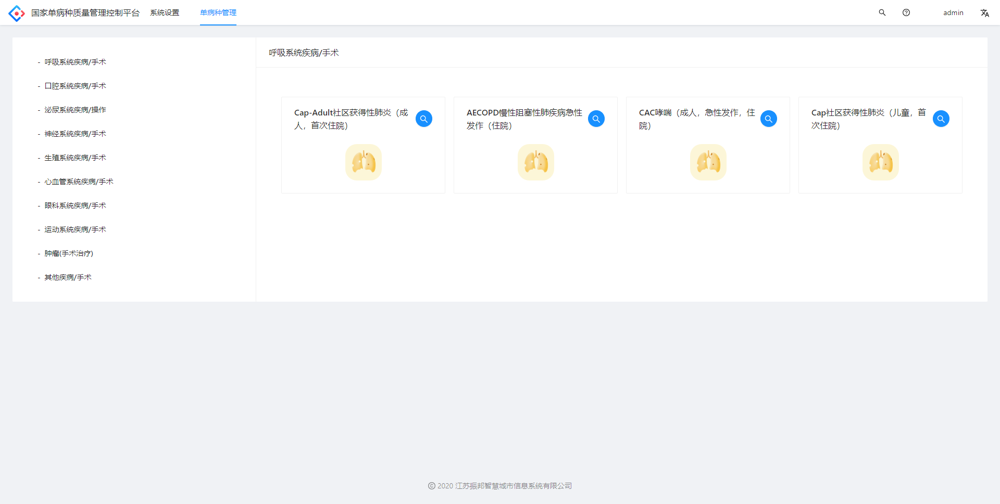 国家单病种质量管理控制平台 系统设置 单病种管理 admin
- 呼吸系统疾病/手术
- 口腔系统疾病/手术
- 泌尿系统疾病/操作
- 神经系统疾病/手术
- 生殖系统疾病/手术
- 心血管系统疾病/手术
- 眼科系统疾病/手术
- 运动系统疾病/手术
- 肿瘤(手术治疗)
- 其他疾病/手术
呼吸系统疾病/手术
Cap-Adult社区获得性肺炎（成
人，首次住院）
AECOPD慢性阻塞性肺疾病急性
发作（住院）
CAC哮喘（成人，急性发作，住
院）
Cap社区获得性肺炎（儿童，首
次住院）
© 2020 江苏振邦智慧城市信息系统有限公司